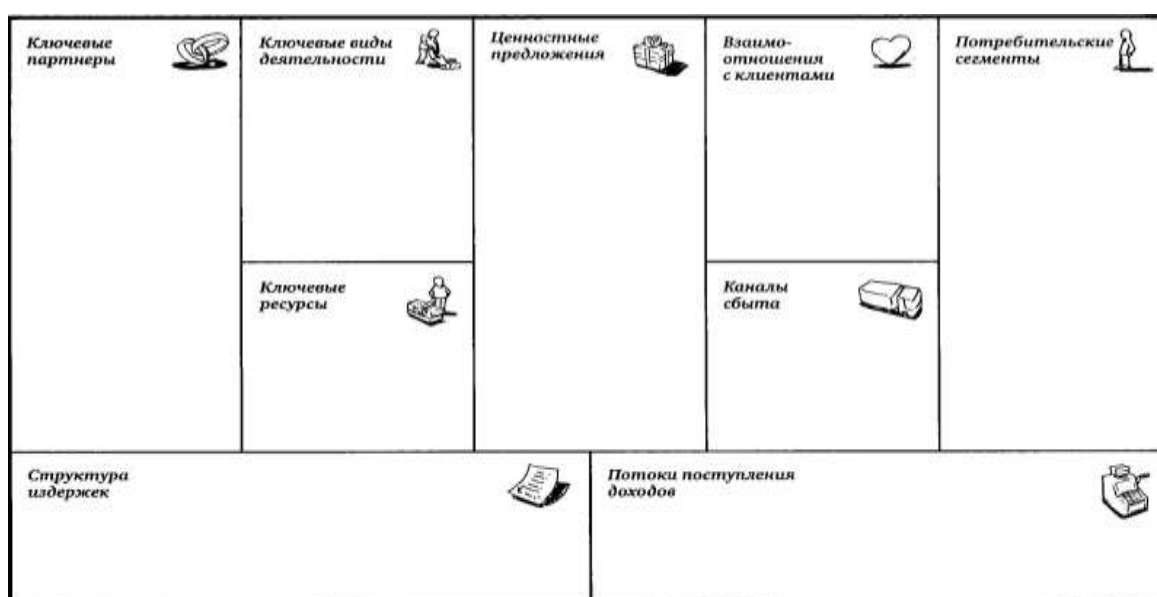 Ключевые
партнеры
Ключевые виды
деятельности
Ключевые
ресурсы
Ценностные
предложения
Взаимо-
отношения
с клиентами
Каналы
сбыта
Потребительские
сегменты
Структура
издержек
Потоки поступления
доходов